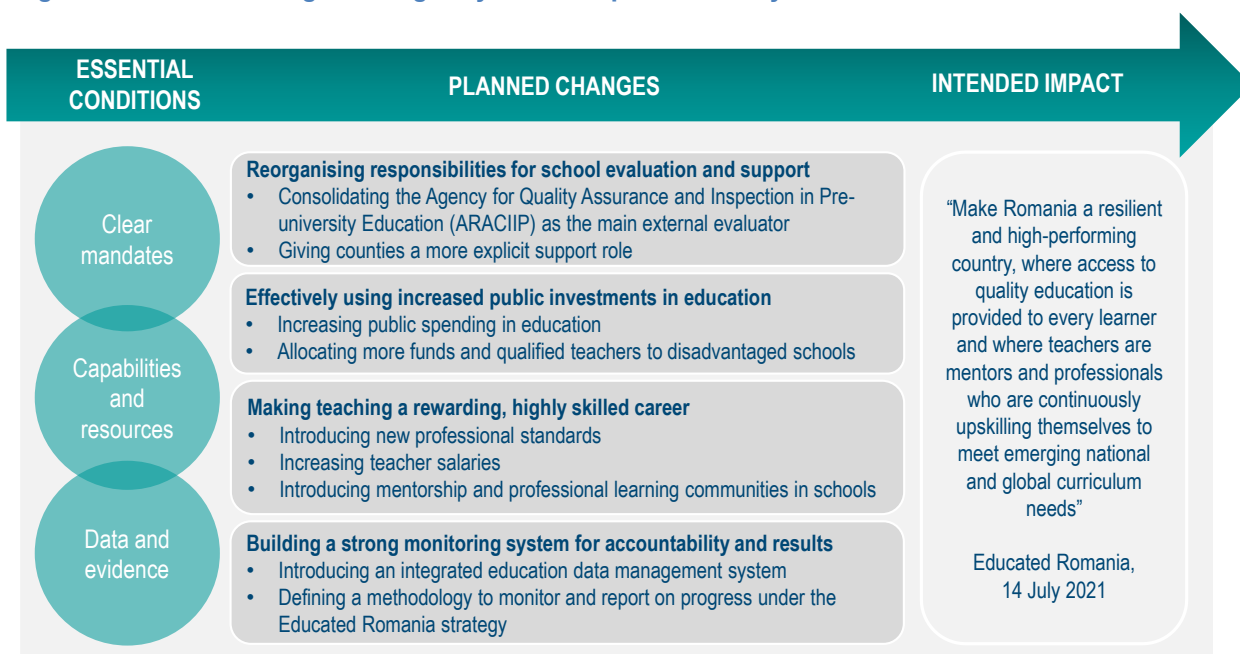 ESSENTIAL
CONDITIONS
PLANNED CHANGES
INTENDED IMPACT
Clear
mandates
Capabilities
and
resources
Data and
evidence
Reorganising responsibilities for school evaluation and support
• Consolidating the Agency for Quality Assurance and Inspection in Pre-
university Education (ARACIIP) as the main external evaluator
• Giving counties a more explicit support role
Effectively using increased public investments in education
• Increasing public spending in education
• Allocating more funds and qualified teachers to disadvantaged schools
Making teaching a rewarding, highly skilled career
• Introducing new professional standards
• Increasing teacher salaries
• Introducing mentorship and professional learning communities in schools
Building a strong monitoring system for accountability and results
• Introducing an integrated education data management system
• Defining a methodology to monitor and report on progress under the
Educated Romania strategy
“Make Romania a resilient
and high-performing
country, where access to
quality education is
provided to every learner
and where teachers are
mentors and professionals
who are continuously
upskilling themselves to
meet emerging national
and global curriculum
needs”
Educated Romania,
14 July 2021